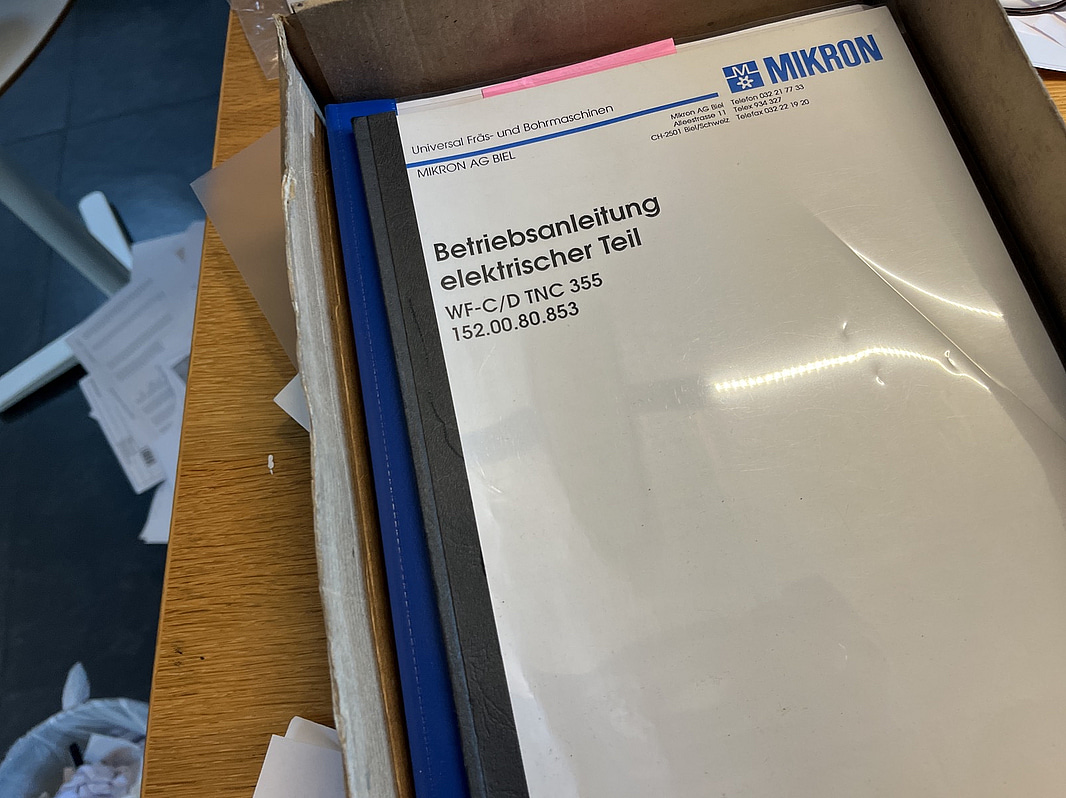 MIKRON
Universal Fräs- und Bohrmaschinen
MIKRON AG BIEL
Mikron AG Biel
Alleestrasse 11
CH-2501 Biel/Schweiz
Telefon 032 21 77 33
Telex 934 327
Telefax 032 22 19 20
Betriebsanleitung
elektrischer Teil
WF-C/D TNC 355
152.00.80.853